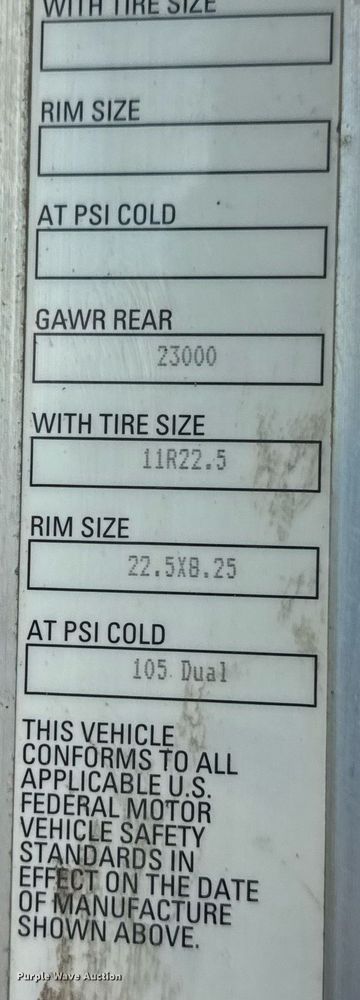 WITH TIRE SIZE
RIM SIZE
AT PSI COLD
GAWR REAR
23000
WITH TIRE SIZE
11R22.5
RIM SIZE
22.5X8.25
AT PSI COLD
105 Dual
THIS VEHICLE
CONFORMS TO ALL
APPLICABLE U.S.
FEDERAL MOTOR
VEHICLE SAFETY
STANDARDS IN
EFFECT ON THE DATE
OF MANUFACTURE
SHOWN ABOVE.
Purple Wave Auction